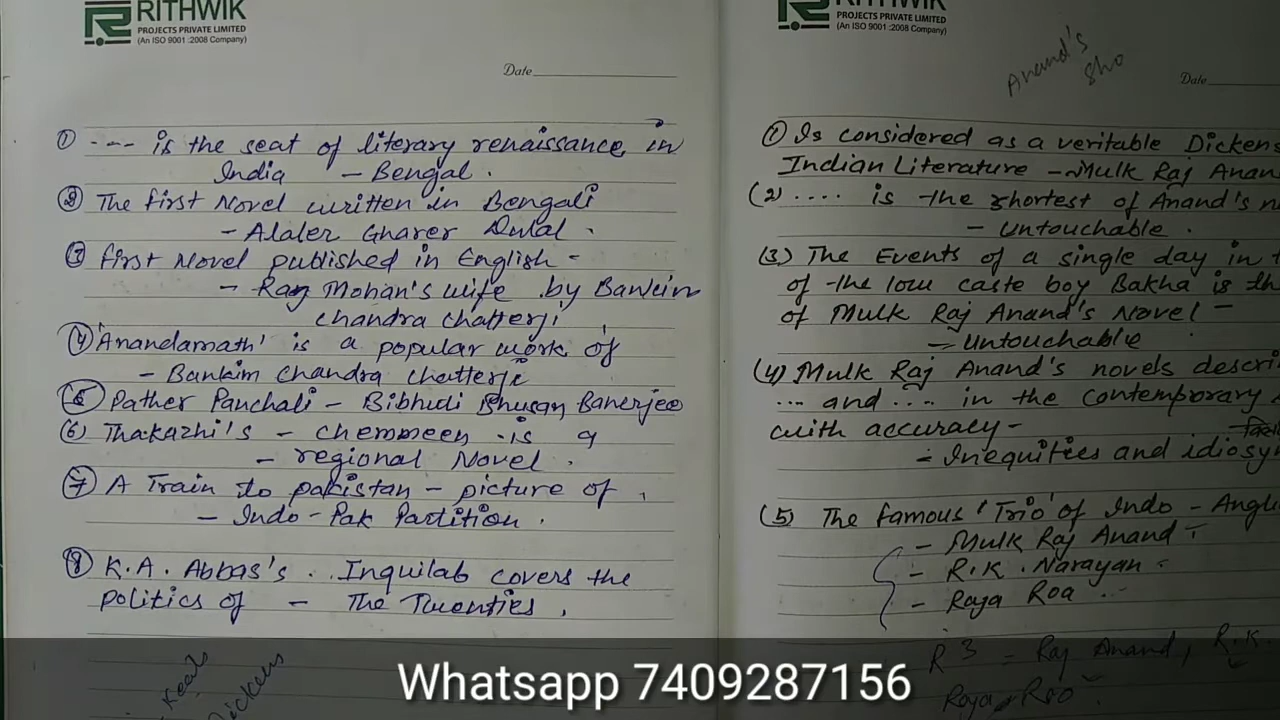 RITHWIK
PROJECTS PRIVATE LIMITED
(An ISO 9001 :2008 Company)
Date
① ---- is the seat of literary renaissance in
India - Bengal.
② The first Novel written in Bengali
- Alaler Gharer Dulal.
③ first Novel published in English -
- Raj Mohan's wife by Bankim
chandra chatterji
④ 'Anandamath' is a popular work of
- Bankim Chandra chatterji
⑤ Pather Panchali - Bibhuti Bhusan Banerjee
(6) Thakazhi's - chemmeen is a
- regional Novel.
⑦ A Train to pakistan - picture of
- Indo-Pak Partition.
⑧ K.A. Abbas's .. Inquilab covers the
politics of - The Twenties.
Keats
Dickens
RITHWIK
PROJECTS PRIVATE LIMITED
(An ISO 9001 :2008 Company)
Anand's
Sho
Date
① Is considered as a veritable Dickens
Indian Literature - Mulk Raj Anan
(2) .... is the shortest of Anand's n
- untouchable.
(3) The Events of a single day in t
of the low caste boy Bakha is th
of Mulk Raj Anand's Novel -
- untouchable
(4) Mulk Raj Anand's novels descri
... and .... in the contemporary
with accuracy -
- Inequities and idiosyn
(5) The famous 'Trio' of Indo - Angli
- Mulk Raj Anand -
- R.K. Narayan -
- Raja Roa
R3 = Raj Anand, R.K.
Raja Rao
Whatsapp 7409287156